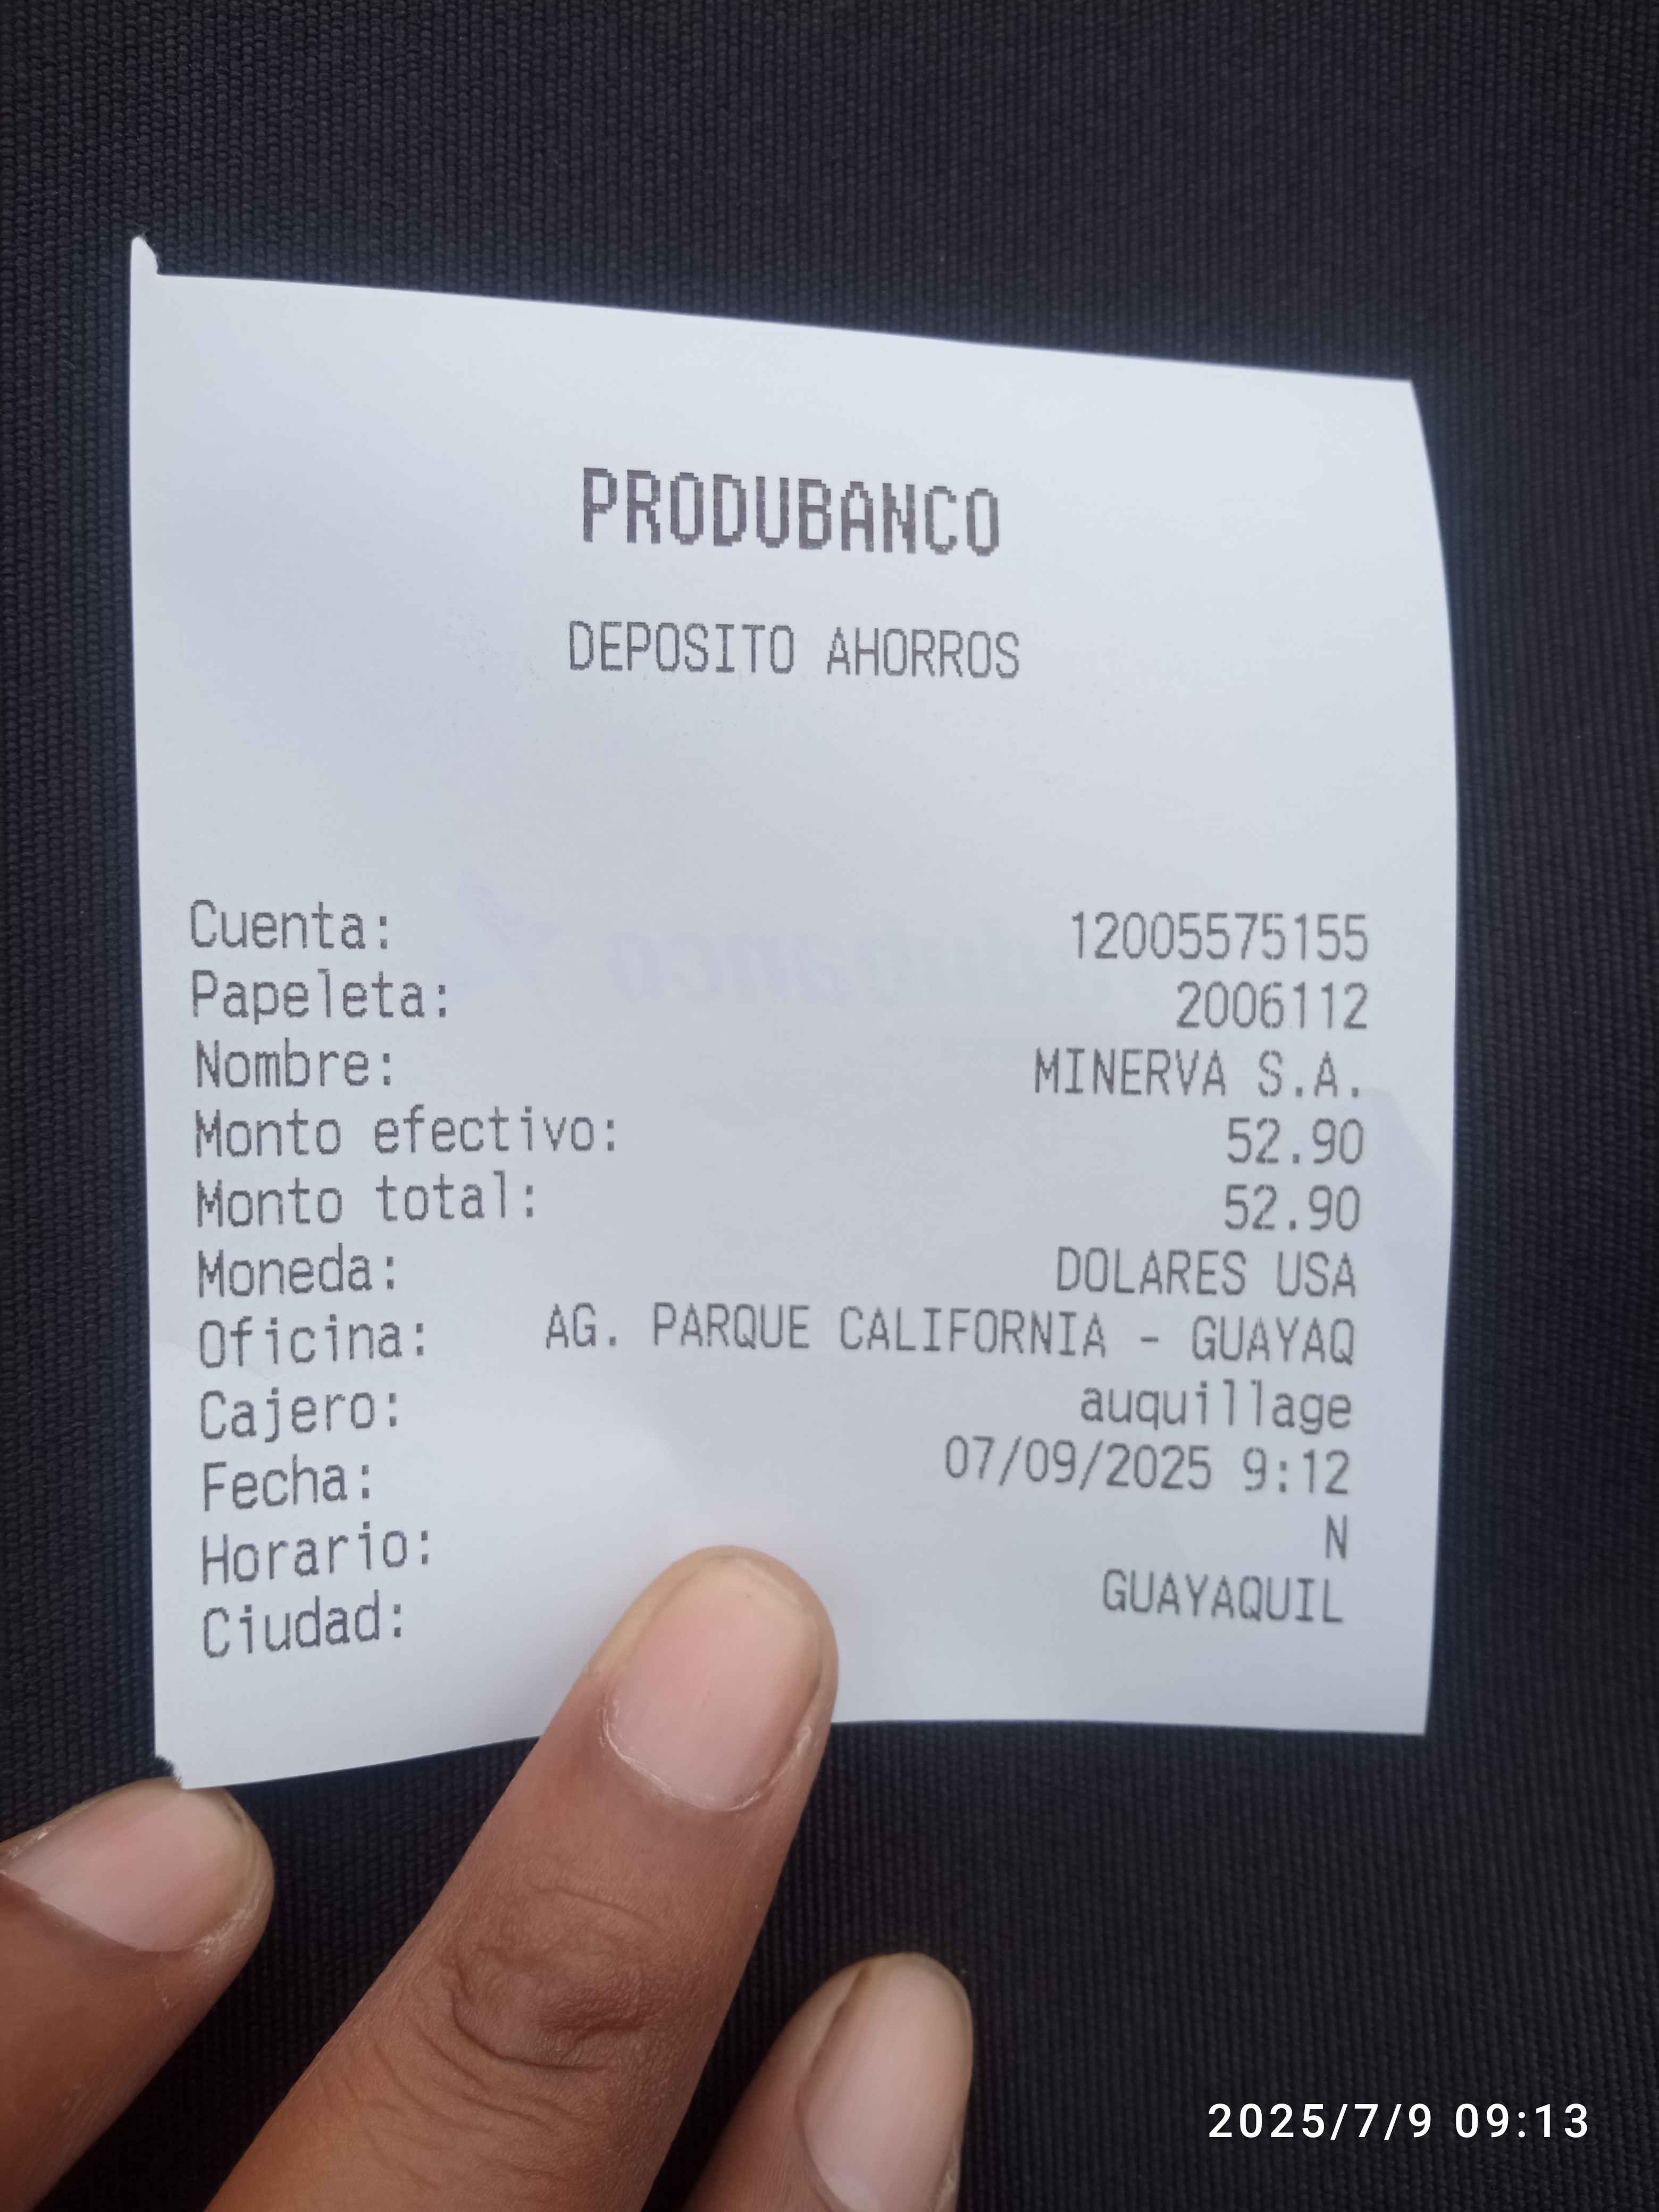 PRODUBANCO
DEPOSITO AHORROS
Cuenta: 12005575155
Papeleta: 2006112
Nombre: MINERVA S.A.
Monto efectivo: 52.90
Monto total: 52.90
Moneda: DOLARES USA
Oficina: AG. PARQUE CALIFORNIA - GUAYAQ
Cajero: auquillage
Fecha: 07/09/2025 9:12
Horario: N
Ciudad: GUAYAQUIL
2025/7/9 09:13